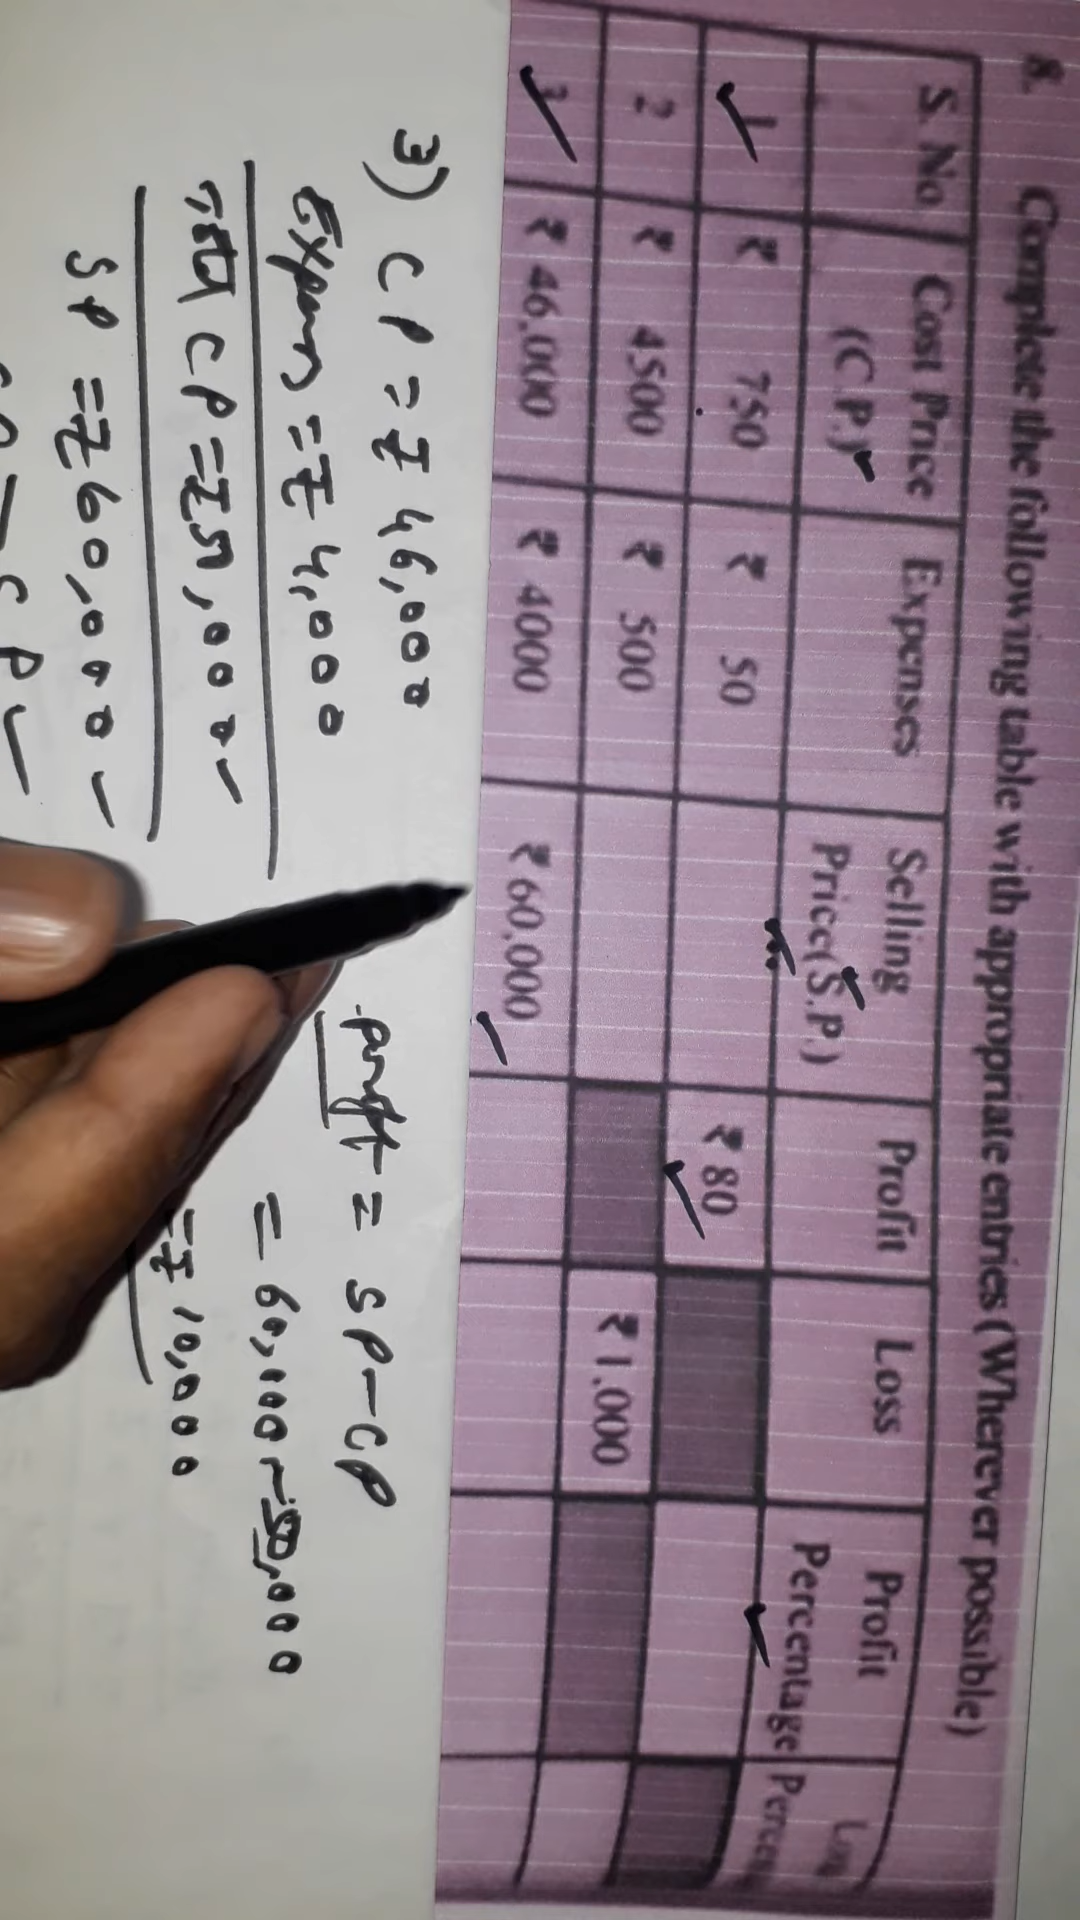 8. Complete the following table with appropriate entries (Wherever possible)
S. No Cost Price (C.P.) Expenses Selling Price(S.P.) Profit Loss Profit Percentage
1 ₹ 750 ₹ 50 ₹ 80
2 ₹ 4500 ₹ 500 ₹ 1,000
3 ₹ 46,000 ₹ 4000 ₹ 60,000
3) CP = ₹ 46,000
= ₹ 4,000
CP = ₹ 50,000
SP = ₹ 60,000
profit = SP - CP
= 60,000 - 50,000
= ₹ 10,000